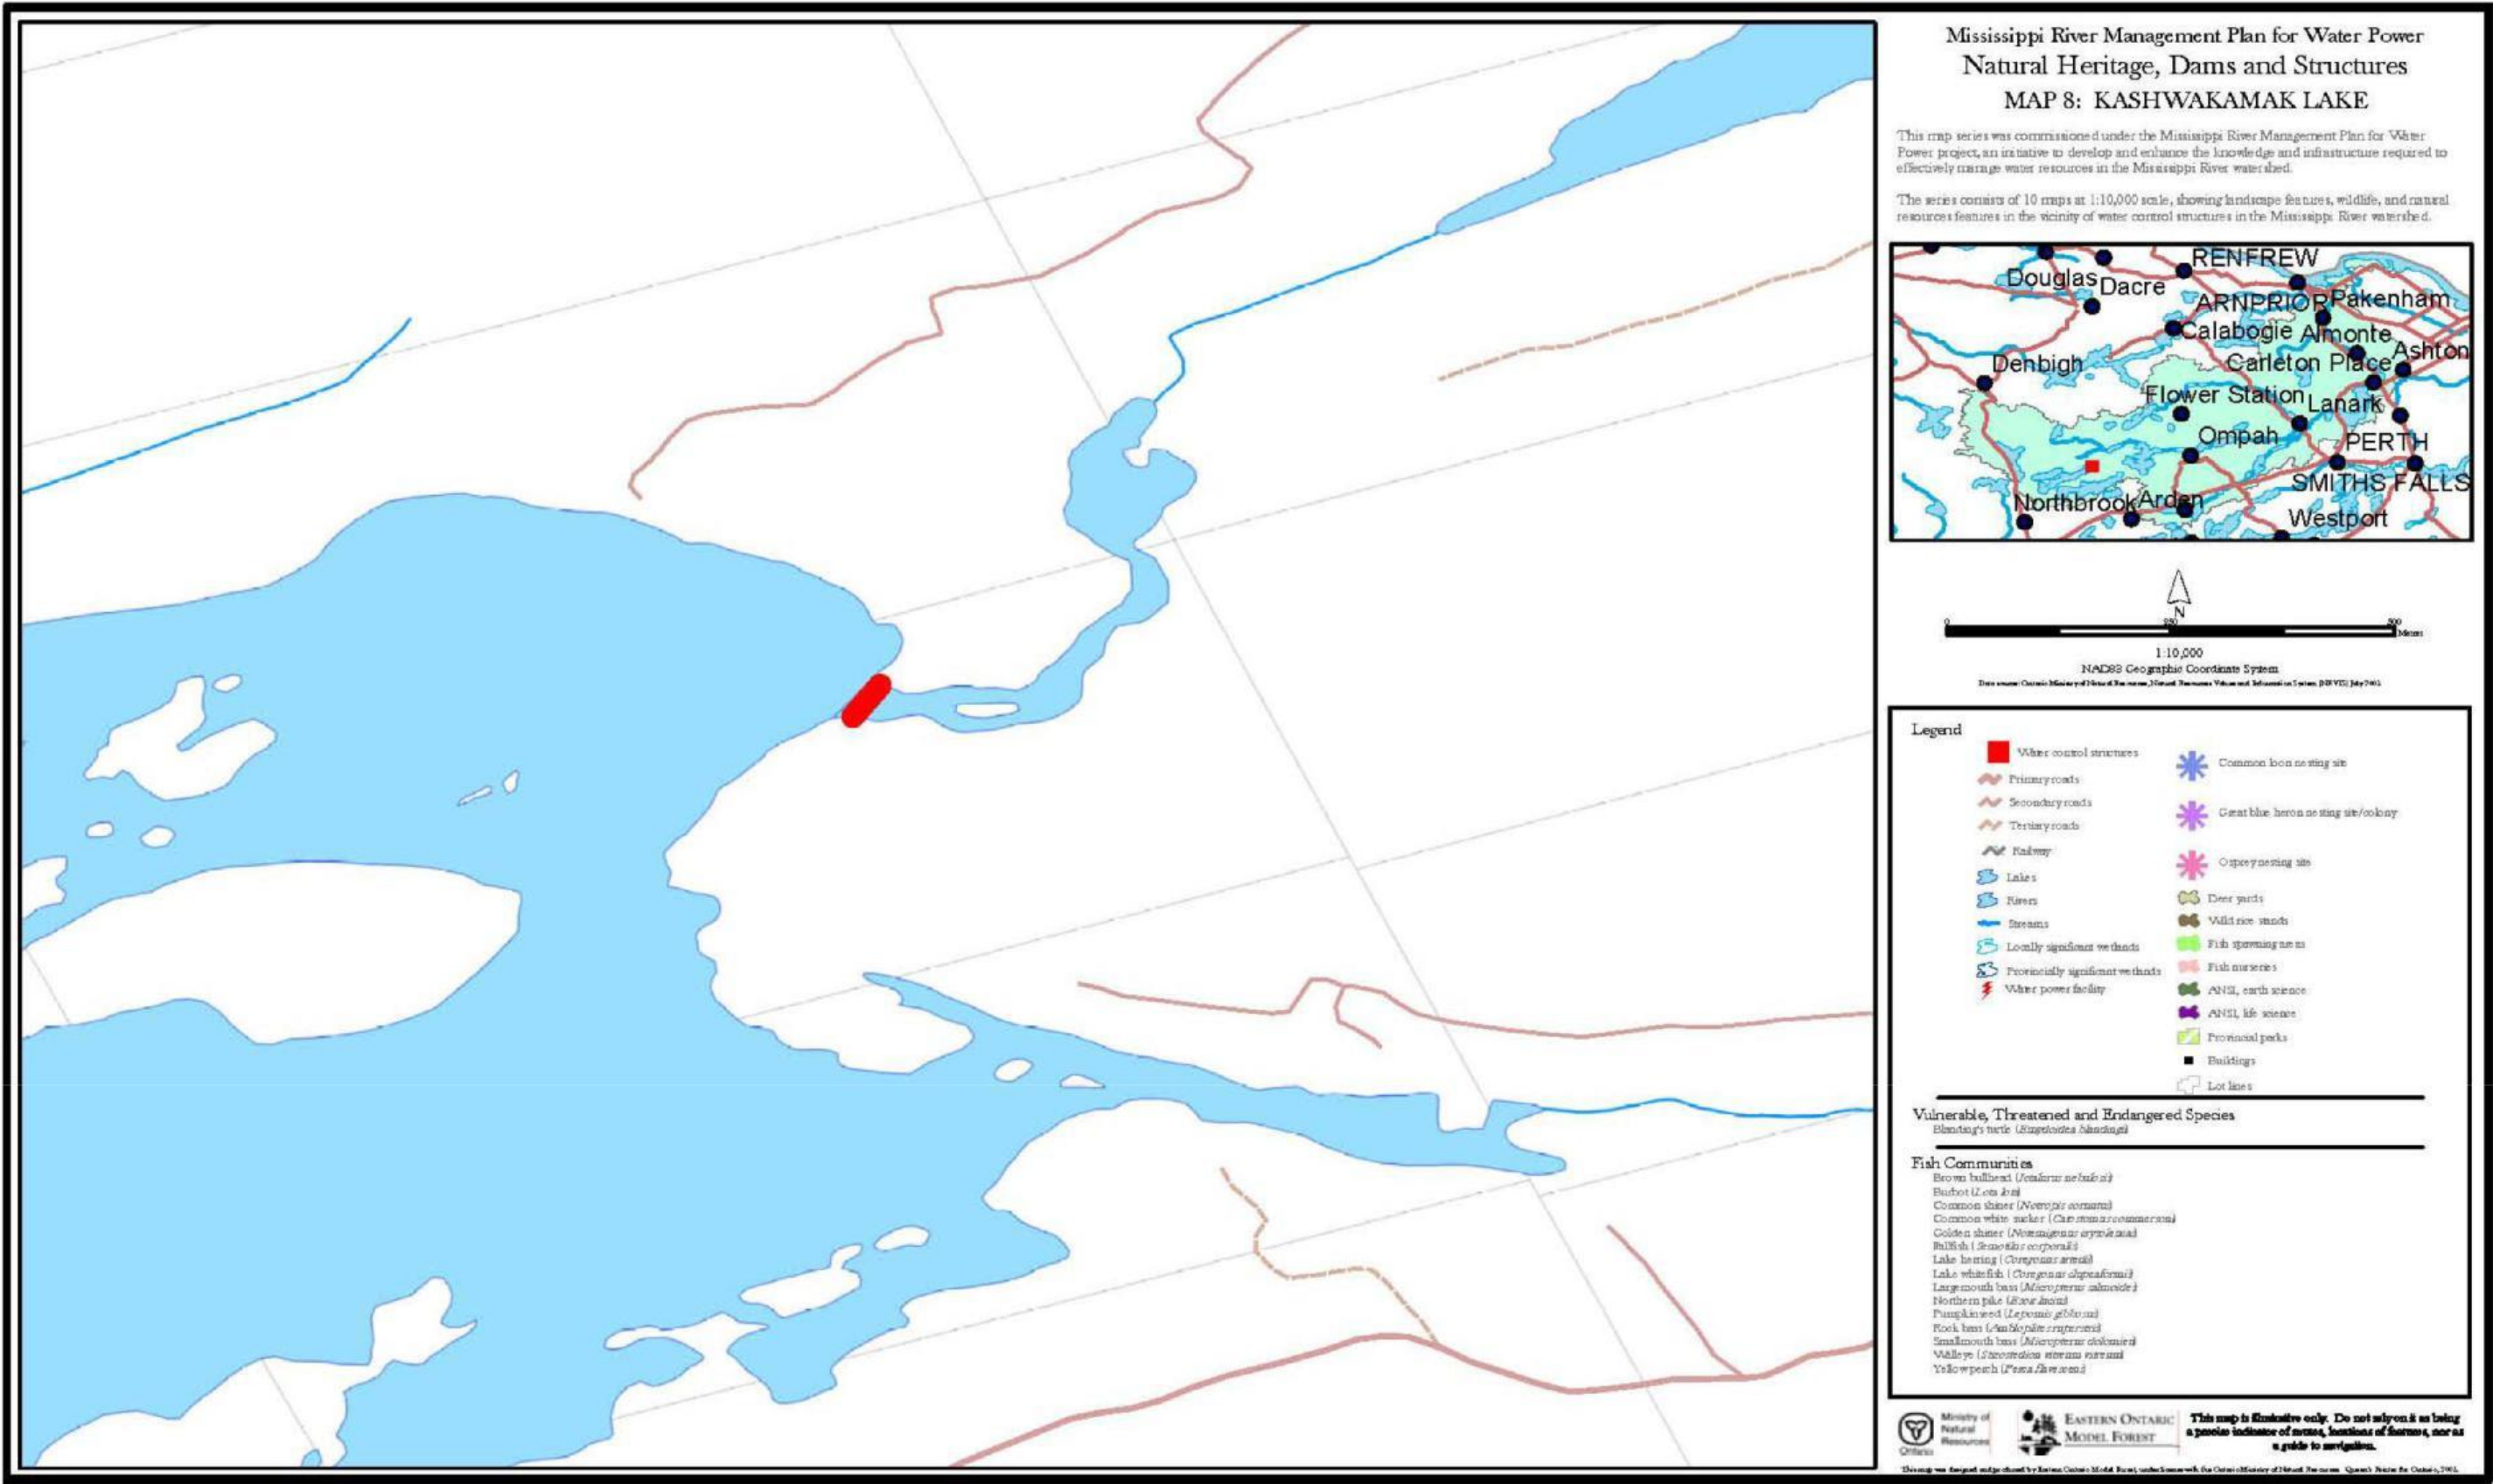 Mississippi River Management Plan for Water Power
Natural Heritage, Dams and Structures
MAP 8: KASHWAKAMAK LAKE
This map series was commissioned under the Mississippi River Management Plan for Water
Power project, an initiative to develop and enhance the knowledge and infrastructure required to
effectively manage water resources in the Mississippi River watershed.
The series consists of 10 maps at 1:10,000 scale, showing landscape features, wildlife, and natural
resources features in the vicinity of water control structures in the Mississippi River watershed.
RENFREW
Douglas
Dacre
ARNPRIOR
Pakenham
Calabogie
Almonte
Ashton
Denbigh
Carleton Place
Flower Station
Lanark
Ompah
PERTH
SMITHS FALLS
Northbrook
Arden
Westport
N
0 250 500
Meters
1:10,000
NAD83 Geographic Coordinate System
Legend
Water control structures
Primary roads
Secondary roads
Tertiary roads
Railway
Lakes
Rivers
Streams
Locally significant wetlands
Provincially significant wetlands
Water power facility
Common loon nesting site
Great blue heron nesting site/colony
Osprey nesting site
Deer yards
Wild rice stands
Fish spawning areas
Fish nurseries
ANSI, earth science
ANSI, life science
Provincial parks
Buildings
Lot lines
Vulnerable, Threatened and Endangered Species
Blanding's turtle
Fish Communities
Brown bullhead
Burbot
Common shiner
Common white sucker
Golden shiner
Fallfish
Lake herring
Lake whitefish
Largemouth bass
Northern pike
Pumpkinseed
Rock bass
Smallmouth bass
Walleye
Yellow perch
Ministry of
Natural
Resources
Ontario
EASTERN ONTARIO
MODEL FOREST
This map is illustrative only. Do not rely on it as being
a precise indicator of routes, locations of features, nor as
a guide to navigation.